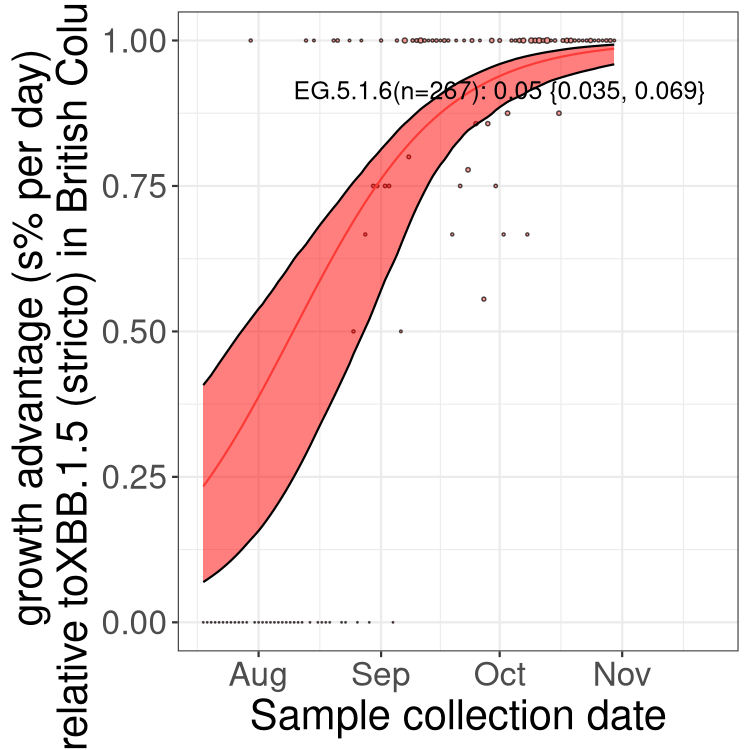 growth advantage (s% per day)
relative toXBB.1.5 (stricto) in British Colu
1.00
0.75
0.50
0.25
0.00
EG.5.1.6(n=267): 0.05 {0.035, 0.069}
Aug Sep Oct Nov
Sample collection date